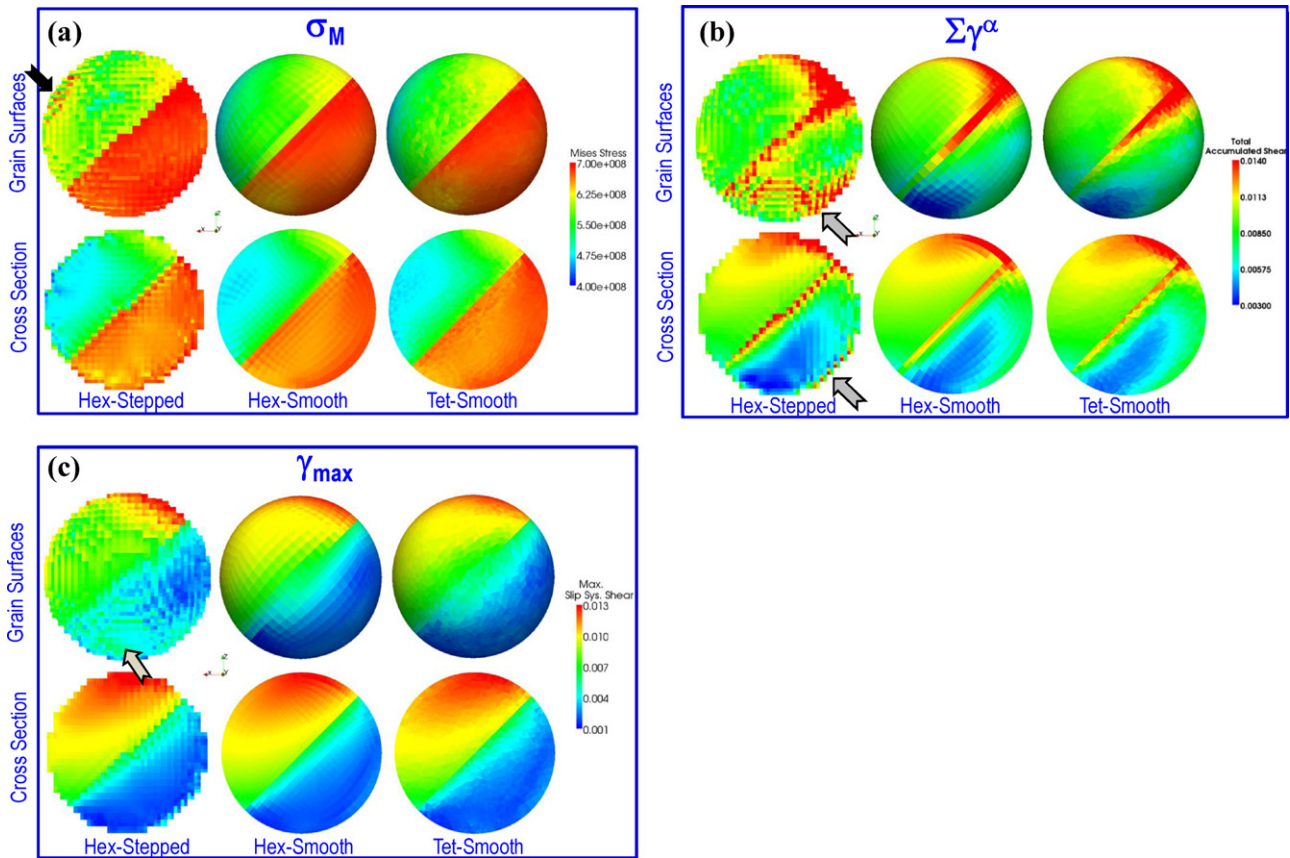 (a)
σM
Grain Surfaces
Cross Section
Mises Stress
7.00e+008
6.25e+008
5.50e+008
4.75e+008
4.00e+008
z
x
Y
Hex-Stepped
Hex-Smooth
Tet-Smooth
(b)
Σγα
Grain Surfaces
Cross Section
Total
Accumulated Shear
0.0140
0.0113
0.00850
0.00575
0.00300
z
x
Y
Hex-Stepped
Hex-Smooth
Tet-Smooth
(c)
γmax
Grain Surfaces
Cross Section
Max.
Slip Sys. Shear
0.013
0.010
0.007
0.004
0.001
z
x
Y
Hex-Stepped
Hex-Smooth
Tet-Smooth